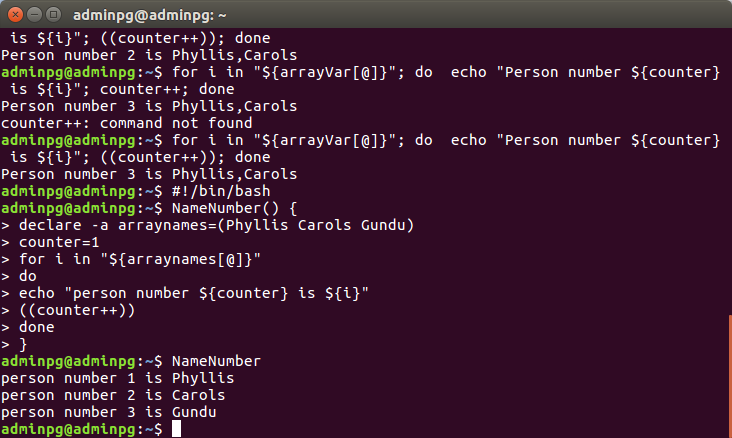 adminpg@adminpg: ~
 is ${i}"; ((counter++)); done
Person number 2 is Phyllis,Carols
adminpg@adminpg:~$ for i in "${arrayVar[@]}"; do  echo "Person number ${counter}
 is ${i}"; counter++; done
Person number 3 is Phyllis,Carols
counter++: command not found
adminpg@adminpg:~$ for i in "${arrayVar[@]}"; do  echo "Person number ${counter}
 is ${i}"; ((counter++)); done
Person number 3 is Phyllis,Carols
adminpg@adminpg:~$ #!/bin/bash
adminpg@adminpg:~$ NameNumber() {
> declare -a arraynames=(Phyllis Carols Gundu)
> counter=1
> for i in "${arraynames[@]}"
> do
> echo "person number ${counter} is ${i}"
> ((counter++))
> done
> }
adminpg@adminpg:~$ NameNumber
person number 1 is Phyllis
person number 2 is Carols
person number 3 is Gundu
adminpg@adminpg:~$